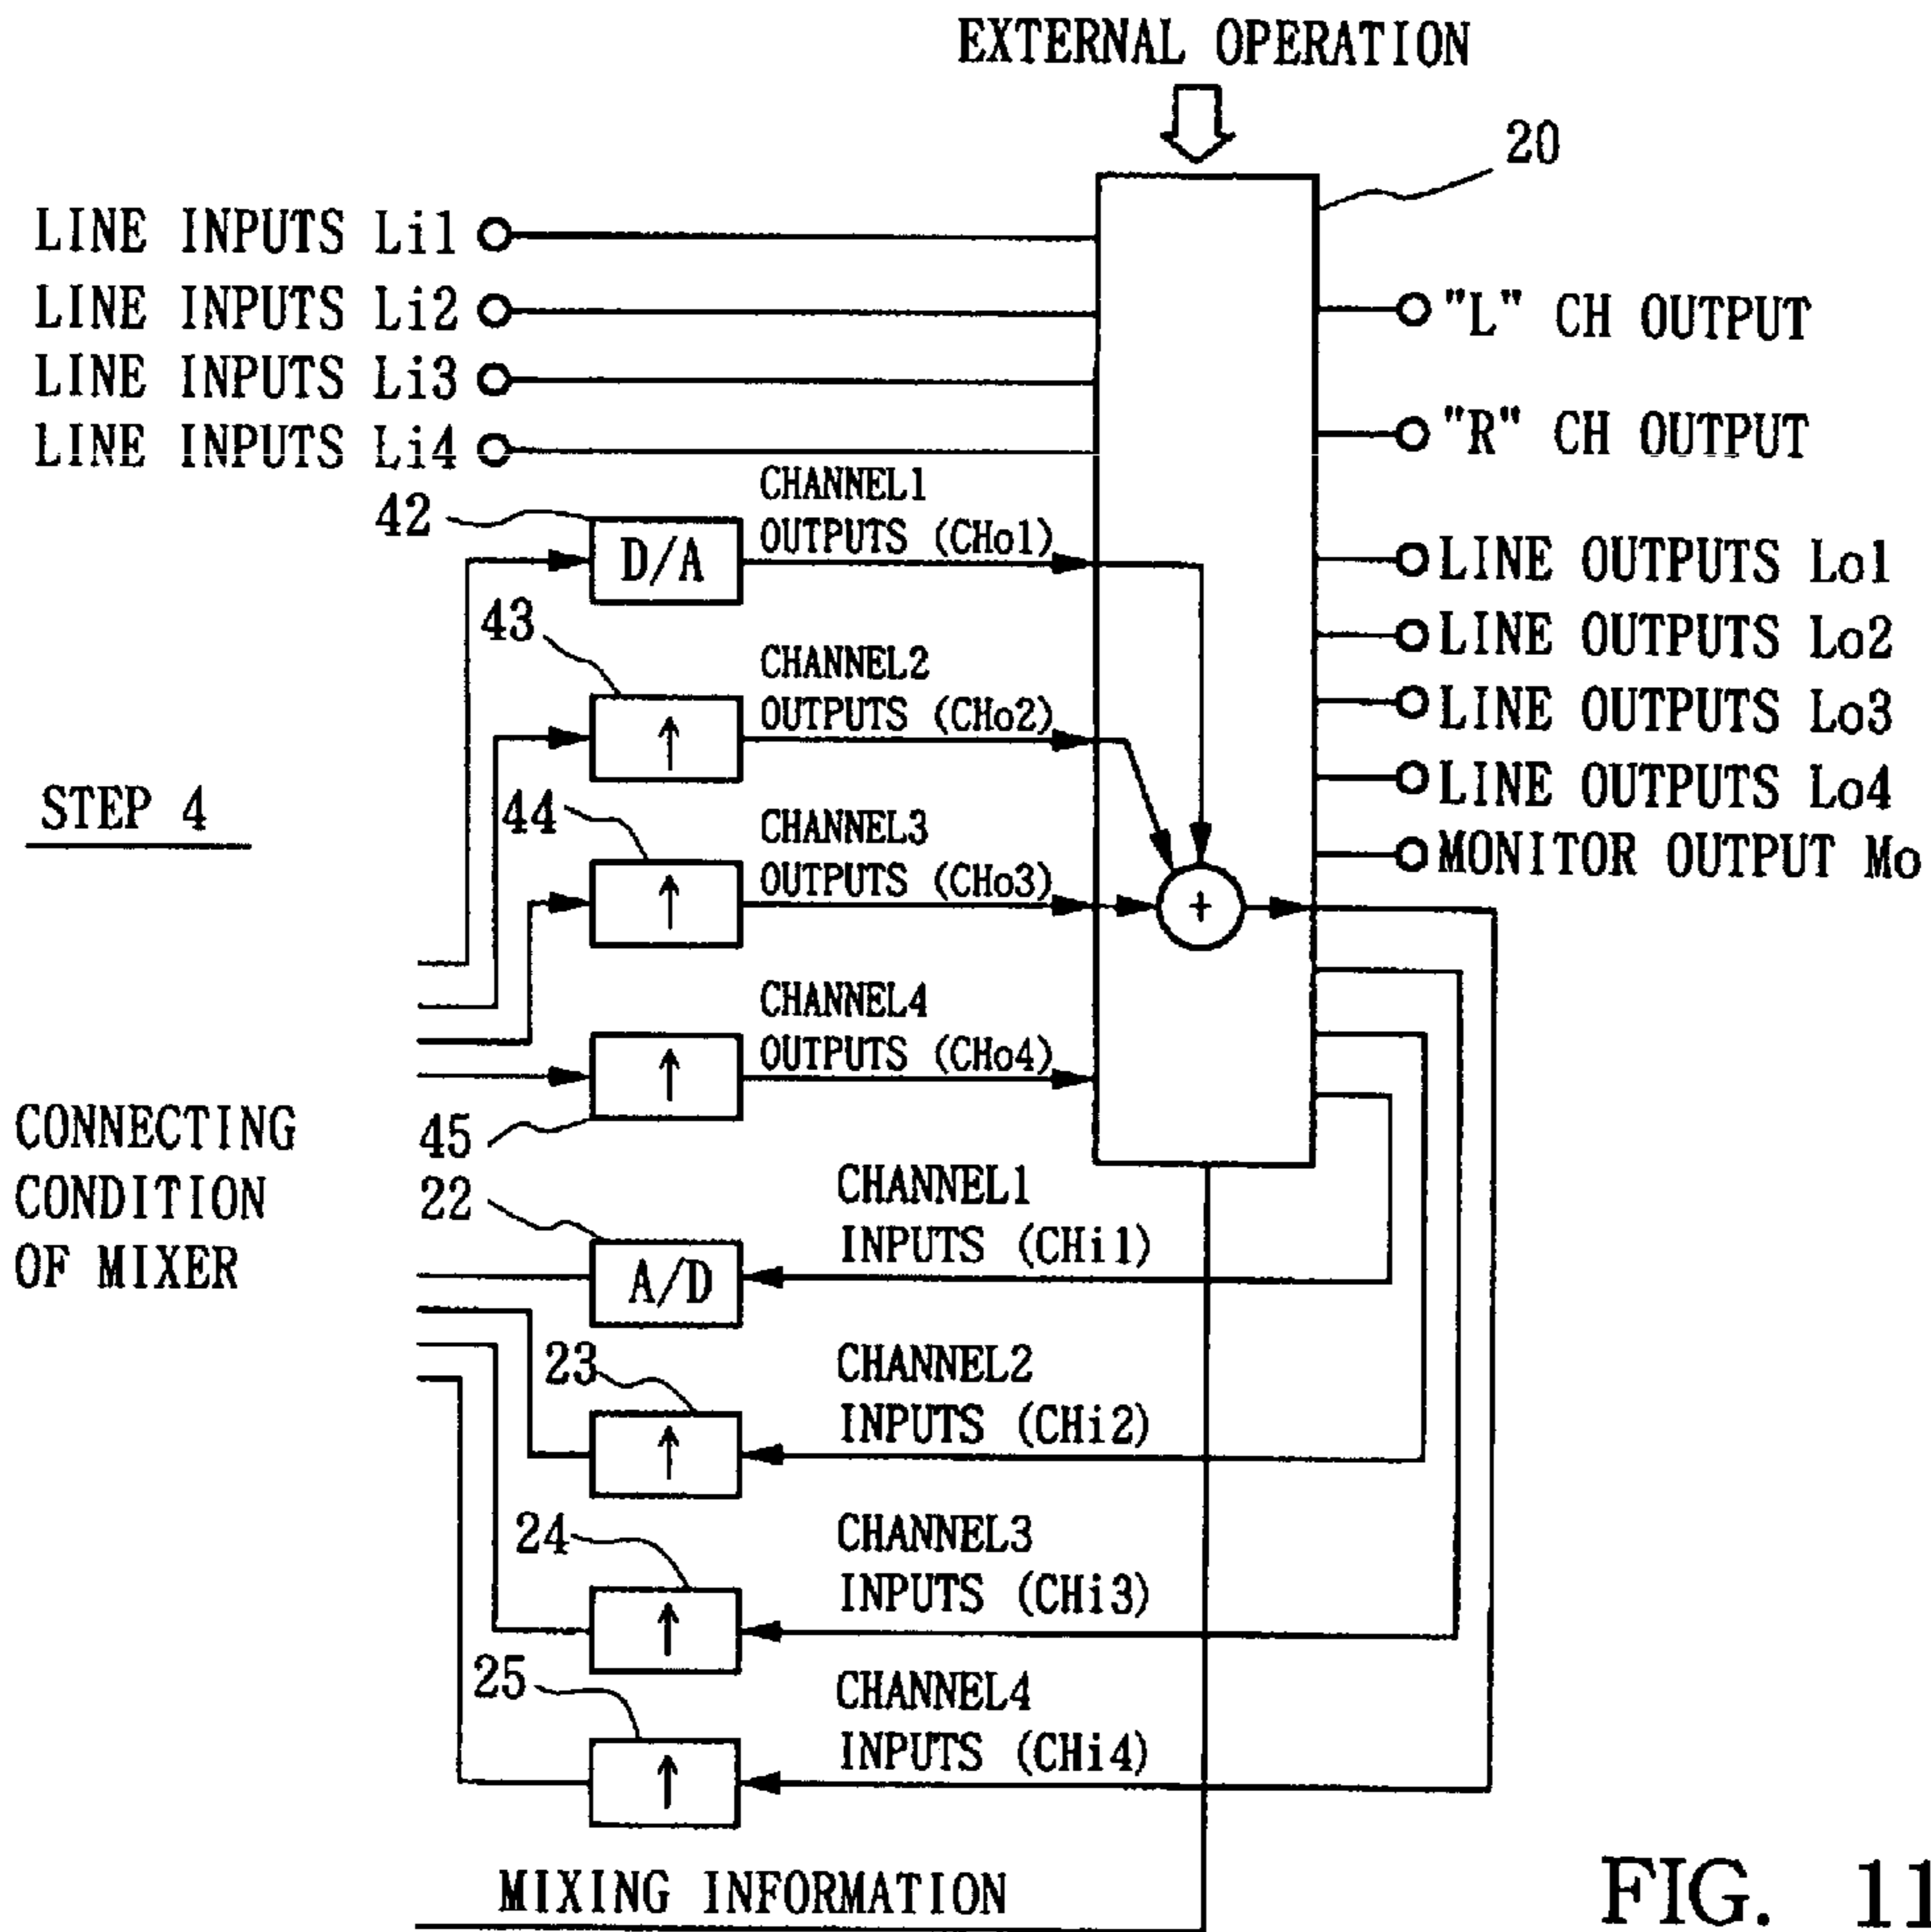 EXTERNAL OPERATION
20
LINE INPUTS Li1
LINE INPUTS Li2
LINE INPUTS Li3
LINE INPUTS Li4
"L" CH OUTPUT
"R" CH OUTPUT
LINE OUTPUTS Lo1
LINE OUTPUTS Lo2
LINE OUTPUTS Lo3
LINE OUTPUTS Lo4
MONITOR OUTPUT Mo
42
D/A
CHANNEL1
OUTPUTS (CHo1)
43
↑
CHANNEL2
OUTPUTS (CHo2)
STEP 4
44
↑
CHANNEL3
OUTPUTS (CHo3)
+
45
↑
CHANNEL4
OUTPUTS (CHo4)
CONNECTING
CONDITION
OF MIXER
22
A/D
CHANNEL1
INPUTS (CHi1)
23
↑
CHANNEL2
INPUTS (CHi2)
24
↑
CHANNEL3
INPUTS (CHi3)
25
↑
CHANNEL4
INPUTS (CHi4)
MIXING INFORMATION
FIG. 11